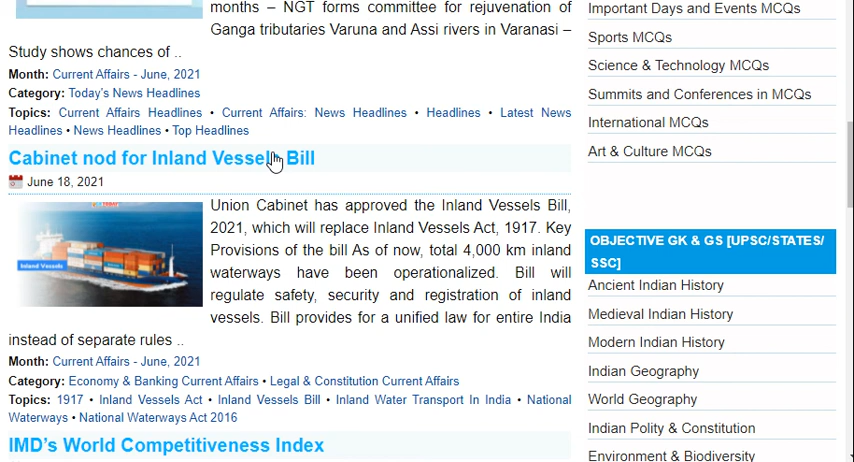 months – NGT forms committee for rejuvenation of
Ganga tributaries Varuna and Assi rivers in Varanasi –
Study shows chances of ..
Month: Current Affairs - June, 2021
Category: Today's News Headlines
Topics: Current Affairs Headlines • Current Affairs: News Headlines • Headlines • Latest News
Headlines • News Headlines • Top Headlines
Cabinet nod for Inland Vessels Bill
June 18, 2021
Inland Vessels
Union Cabinet has approved the Inland Vessels Bill,
2021, which will replace Inland Vessels Act, 1917. Key
Provisions of the bill As of now, total 4,000 km inland
waterways have been operationalized. Bill will
regulate safety, security and registration of inland
vessels. Bill provides for a unified law for entire India
instead of separate rules ..
Month: Current Affairs - June, 2021
Category: Economy & Banking Current Affairs • Legal & Constitution Current Affairs
Topics: 1917 • Inland Vessels Act • Inland Vessels Bill • Inland Water Transport In India • National
Waterways • National Waterways Act 2016
IMD's World Competitiveness Index
Important Days and Events MCQs
Sports MCQs
Science & Technology MCQs
Summits and Conferences in MCQs
International MCQs
Art & Culture MCQs
OBJECTIVE GK & GS [UPSC/STATES/
SSC]
Ancient Indian History
Medieval Indian History
Modern Indian History
Indian Geography
World Geography
Indian Polity & Constitution
Environment & Biodiversity